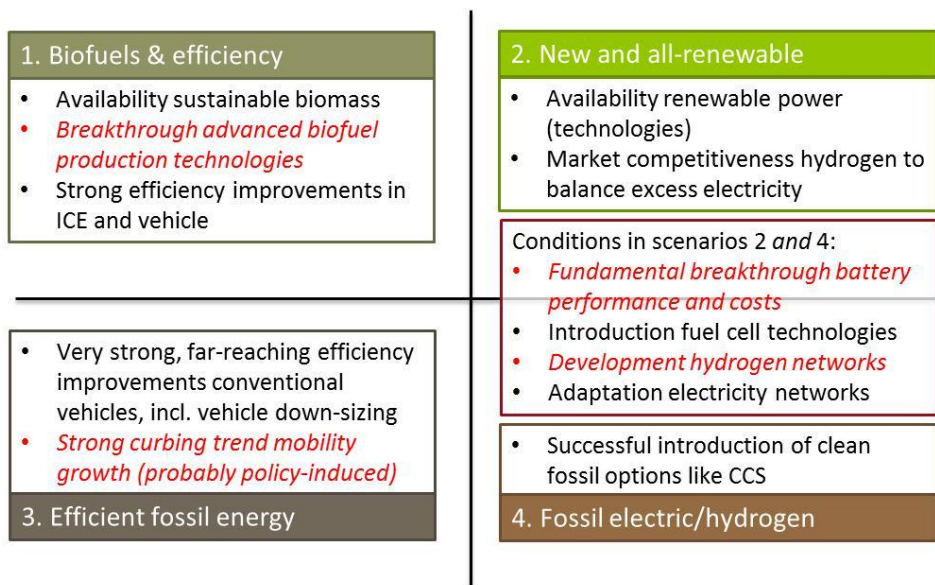 1. Biofuels & efficiency
• Availability sustainable biomass
• Breakthrough advanced biofuel
production technologies
• Strong efficiency improvements in
ICE and vehicle
2. New and all-renewable
• Availability renewable power
(technologies)
• Market competitiveness hydrogen to
balance excess electricity
Conditions in scenarios 2 and 4:
• Fundamental breakthrough battery
performance and costs
• Introduction fuel cell technologies
• Development hydrogen networks
• Adaptation electricity networks
• Very strong, far-reaching efficiency
improvements conventional
vehicles, incl. vehicle down-sizing
• Strong curbing trend mobility
growth (probably policy-induced)
3. Efficient fossil energy
• Successful introduction of clean
fossil options like CCS
4. Fossil electric/hydrogen